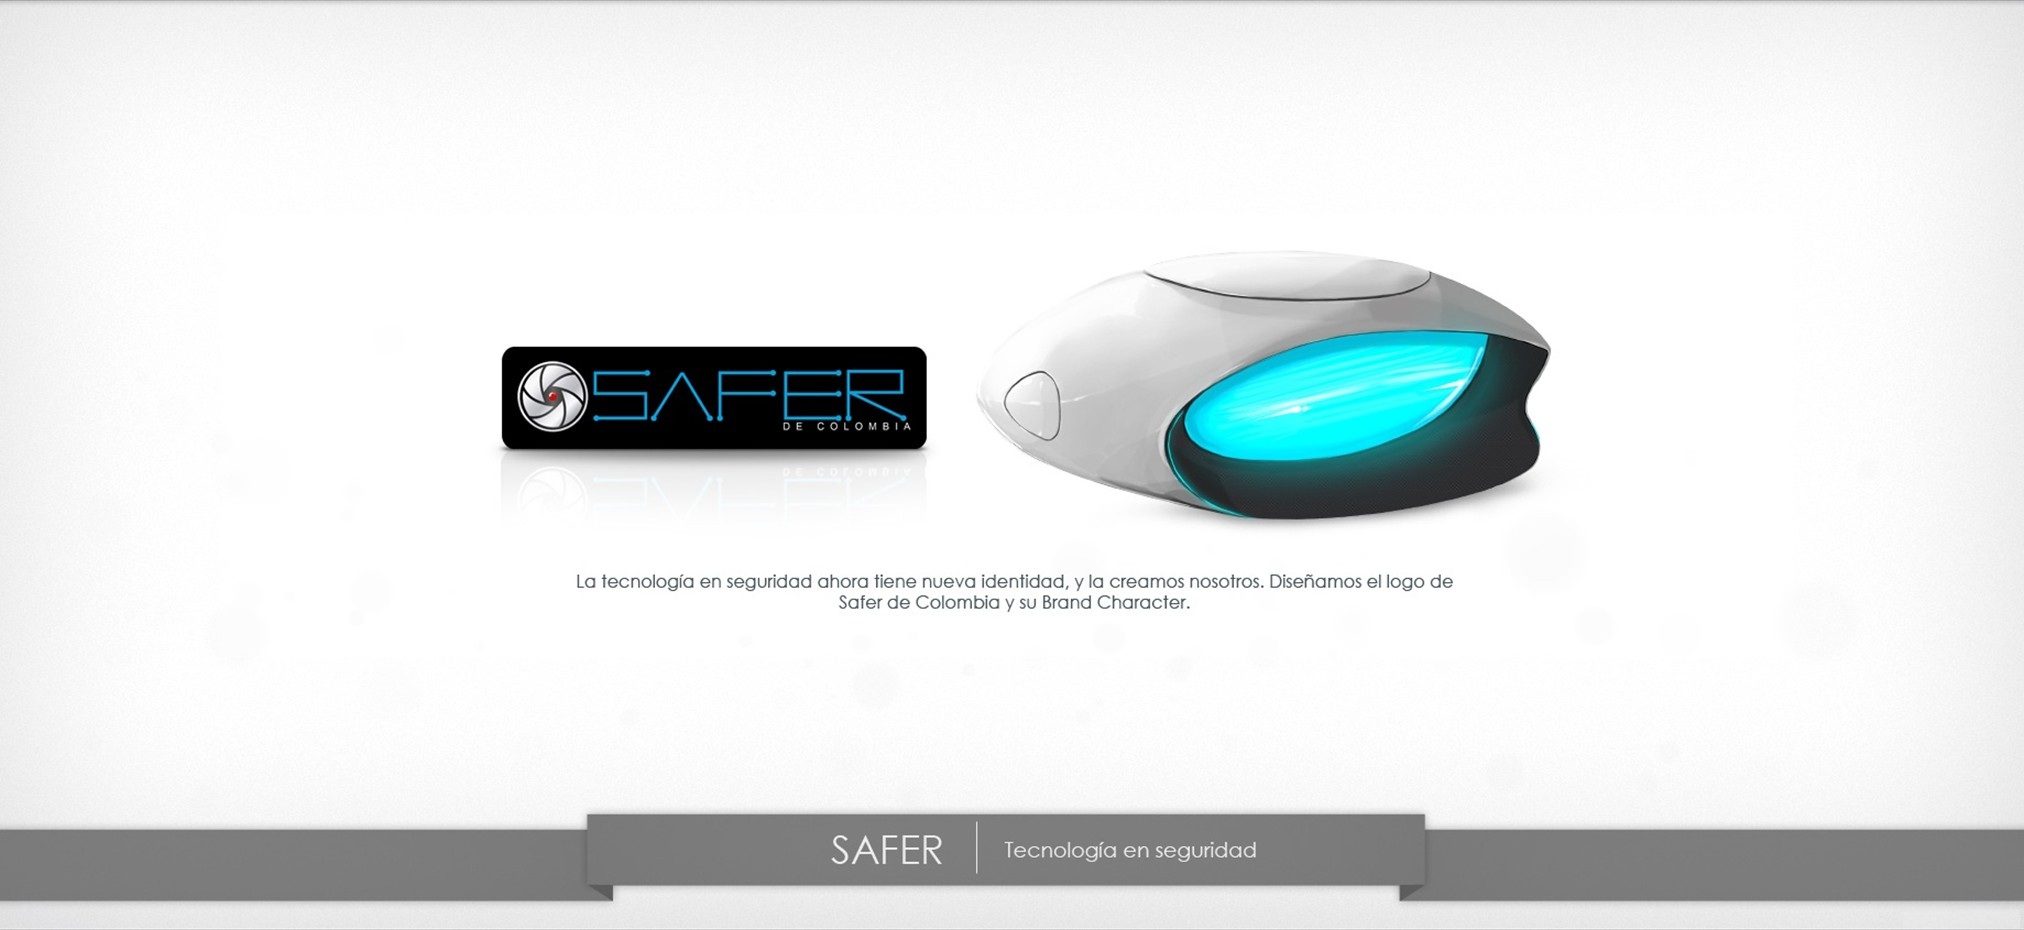 SAFER
DE COLOMBIA
La tecnología en seguridad ahora tiene nueva identidad, y la creamos nosotros. Diseñamos el logo de
Safer de Colombia y su Brand Character.
SAFER
Tecnología en seguridad